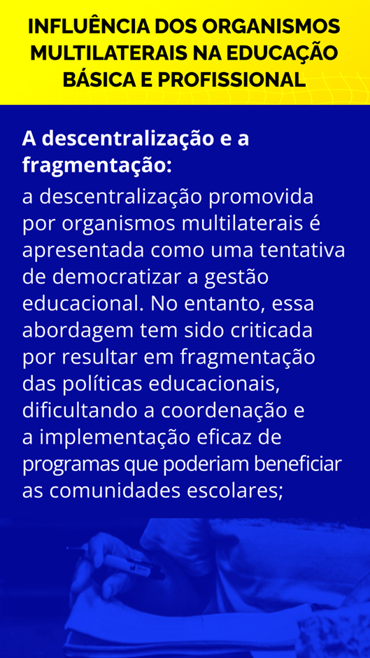 INFLUÊNCIA DOS ORGANISMOS
MULTILATERAIS NA EDUCAÇÃO
BÁSICA E PROFISSIONAL
A descentralização e a
fragmentação:
a descentralização promovida
por organismos multilaterais é
apresentada como uma tentativa
de democratizar a gestão
educacional. No entanto, essa
abordagem tem sido criticada
por resultar em fragmentação
das políticas educacionais,
dificultando a coordenação e
a implementação eficaz de
programas que poderiam beneficiar
as comunidades escolares;